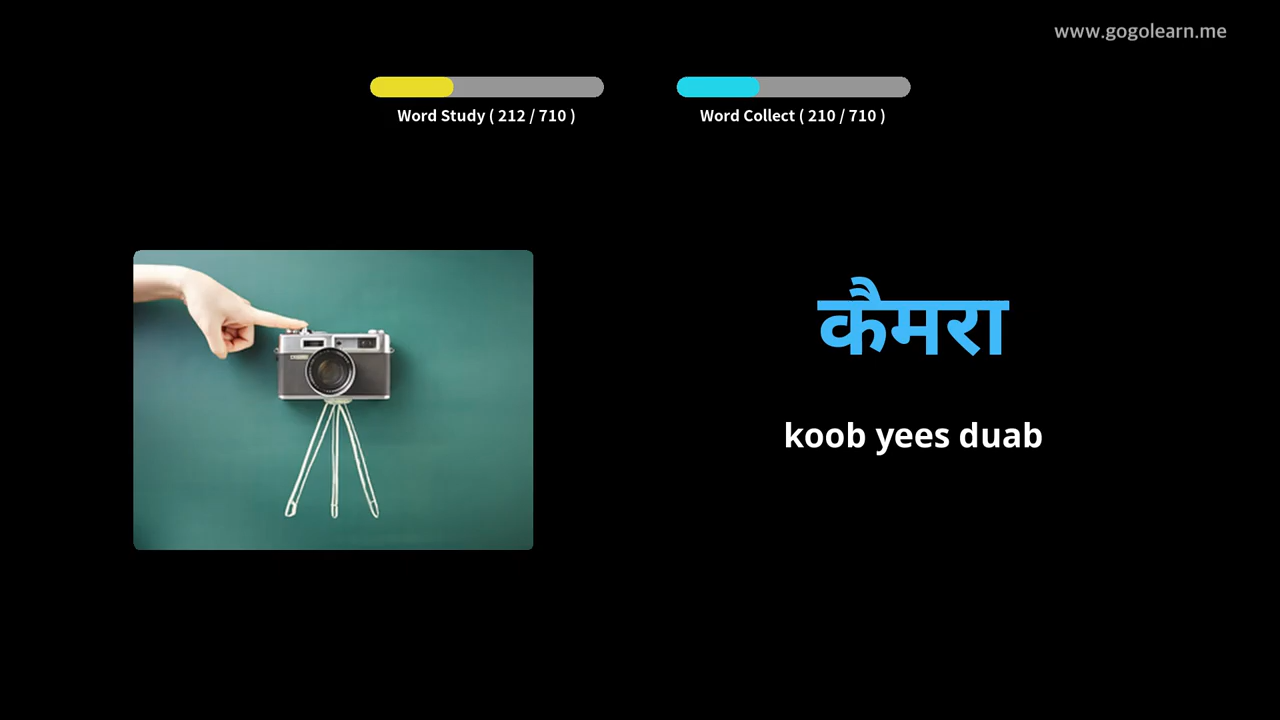 www.gogolearn.me
Word Study ( 212 / 710 )
Word Collect ( 210 / 710 )
कैमरा
koob yees duab